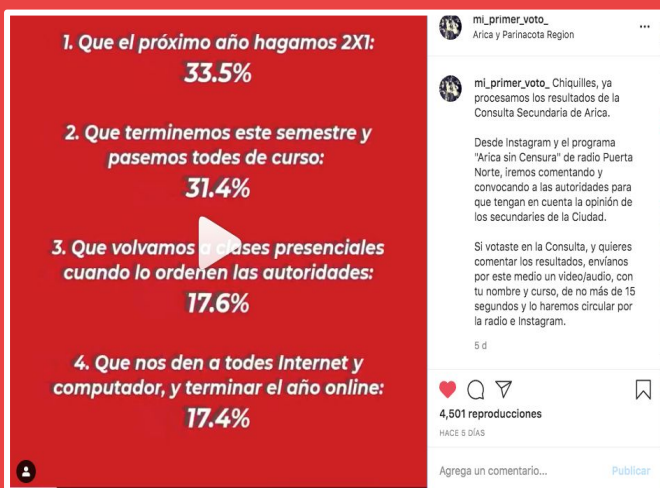 1. Que el próximo año hagamos 2X1:
33.5%
2. Que terminemos este semestre y
pasemos todes de curso:
31.4%
3. Que volvamos a clases presenciales
cuando lo ordenen las autoridades:
17.6%
4. Que nos den a todes Internet y
computador, y terminar el año online:
17.4%
mi_primer_voto_
Arica y Parinacota Region
mi_primer_voto_ Chiquilles, ya
procesamos los resultados de la
Consulta Secundaria de Arica.
Desde Instagram y el programa
"Arica sin Censura" de radio Puerta
Norte, iremos comentando y
convocando a las autoridades para
que tengan en cuenta la opinión de
los secundaries de la Ciudad.
Si votaste en la Consulta, y quieres
comentar los resultados, envíanos
por este medio un video/audio, con
tu nombre y curso, de no más de 15
segundos y lo haremos circular por
la radio e Instagram.
5 d
4,501 reproducciones
HACE 5 DÍAS
Agrega un comentario... Publicar